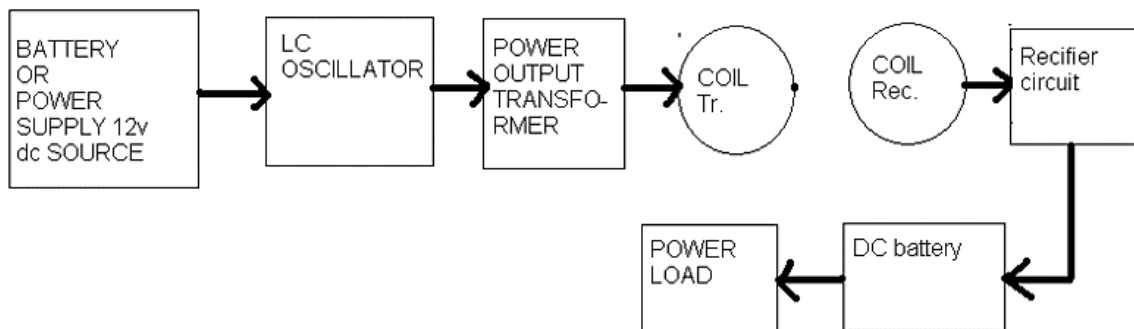 BATTERY
OR
POWER
SUPPLY 12v
dc SOURCE
LC
OSCILLATOR
POWER
OUTPUT
TRANSFO-
RMER
COIL
Tr.
COIL
Rec.
Rectifier
circuit
POWER
LOAD
DC battery